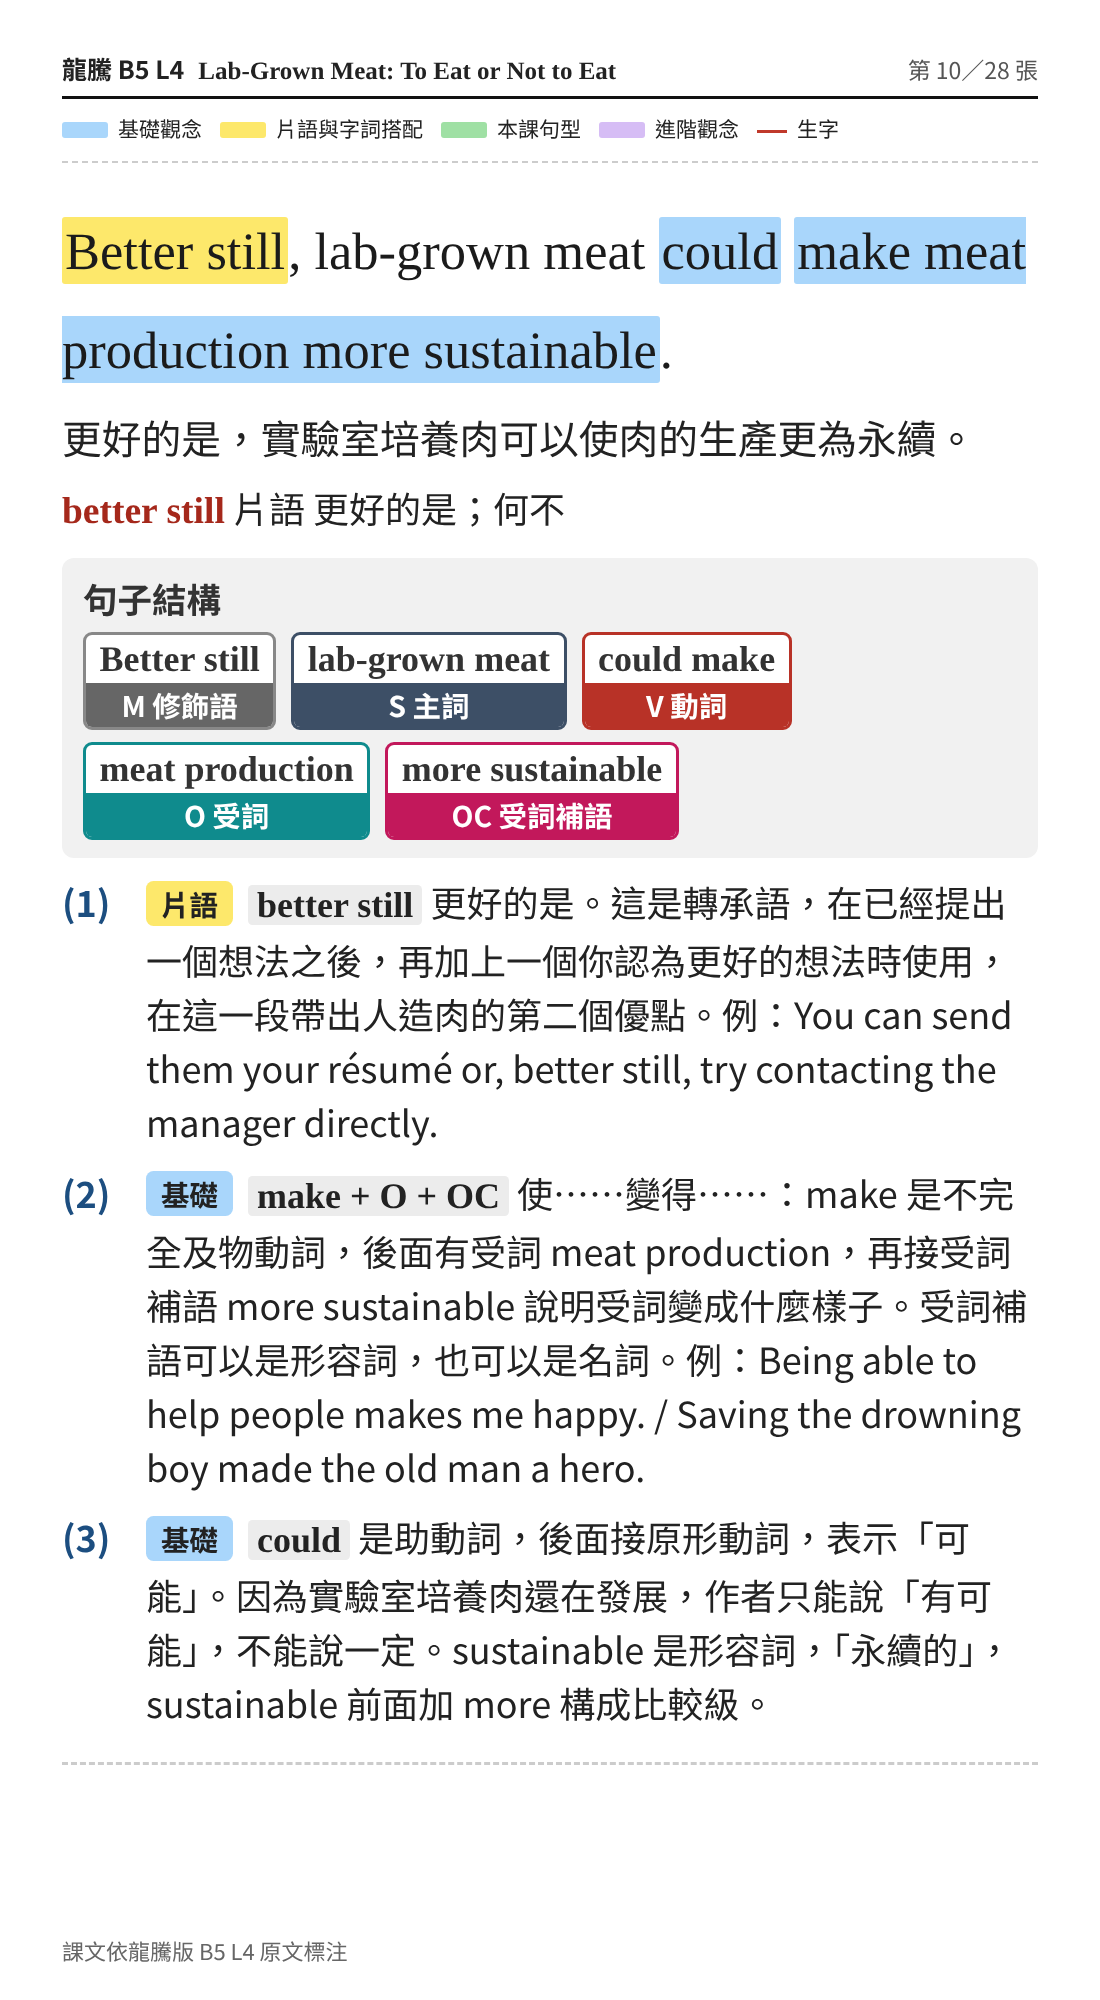 龍騰 B5 L4 Lab-Grown Meat: To Eat or Not to Eat 第 10／28 張
基礎觀念 片語與字詞搭配 本課句型 進階觀念 生字
Better still, lab-grown meat could make meat
production more sustainable.
更好的是，實驗室培養肉可以使肉的生產更為永續。
better still 片語 更好的是；何不
句子結構
Better still lab-grown meat could make
M 修飾語 S 主詞 V 動詞
meat production more sustainable
O 受詞 OC 受詞補語
(1) 片語 better still 更好的是。這是轉承語，在已經提出
一個想法之後，再加上一個你認為更好的想法時使用，
在這一段帶出人造肉的第二個優點。例：You can send
them your résumé or, better still, try contacting the
manager directly.
(2) 基礎 make + O + OC 使……變得……：make 是不完
全及物動詞，後面有受詞 meat production，再接受詞
補語 more sustainable 說明受詞變成什麼樣子。受詞補
語可以是形容詞，也可以是名詞。例：Being able to
help people makes me happy. / Saving the drowning
boy made the old man a hero.
(3) 基礎 could 是助動詞，後面接原形動詞，表示「可
能」。因為實驗室培養肉還在發展，作者只能說「有可
能」，不能說一定。sustainable 是形容詞，「永續的」，
sustainable 前面加 more 構成比較級。
課文依龍騰版 B5 L4 原文標注